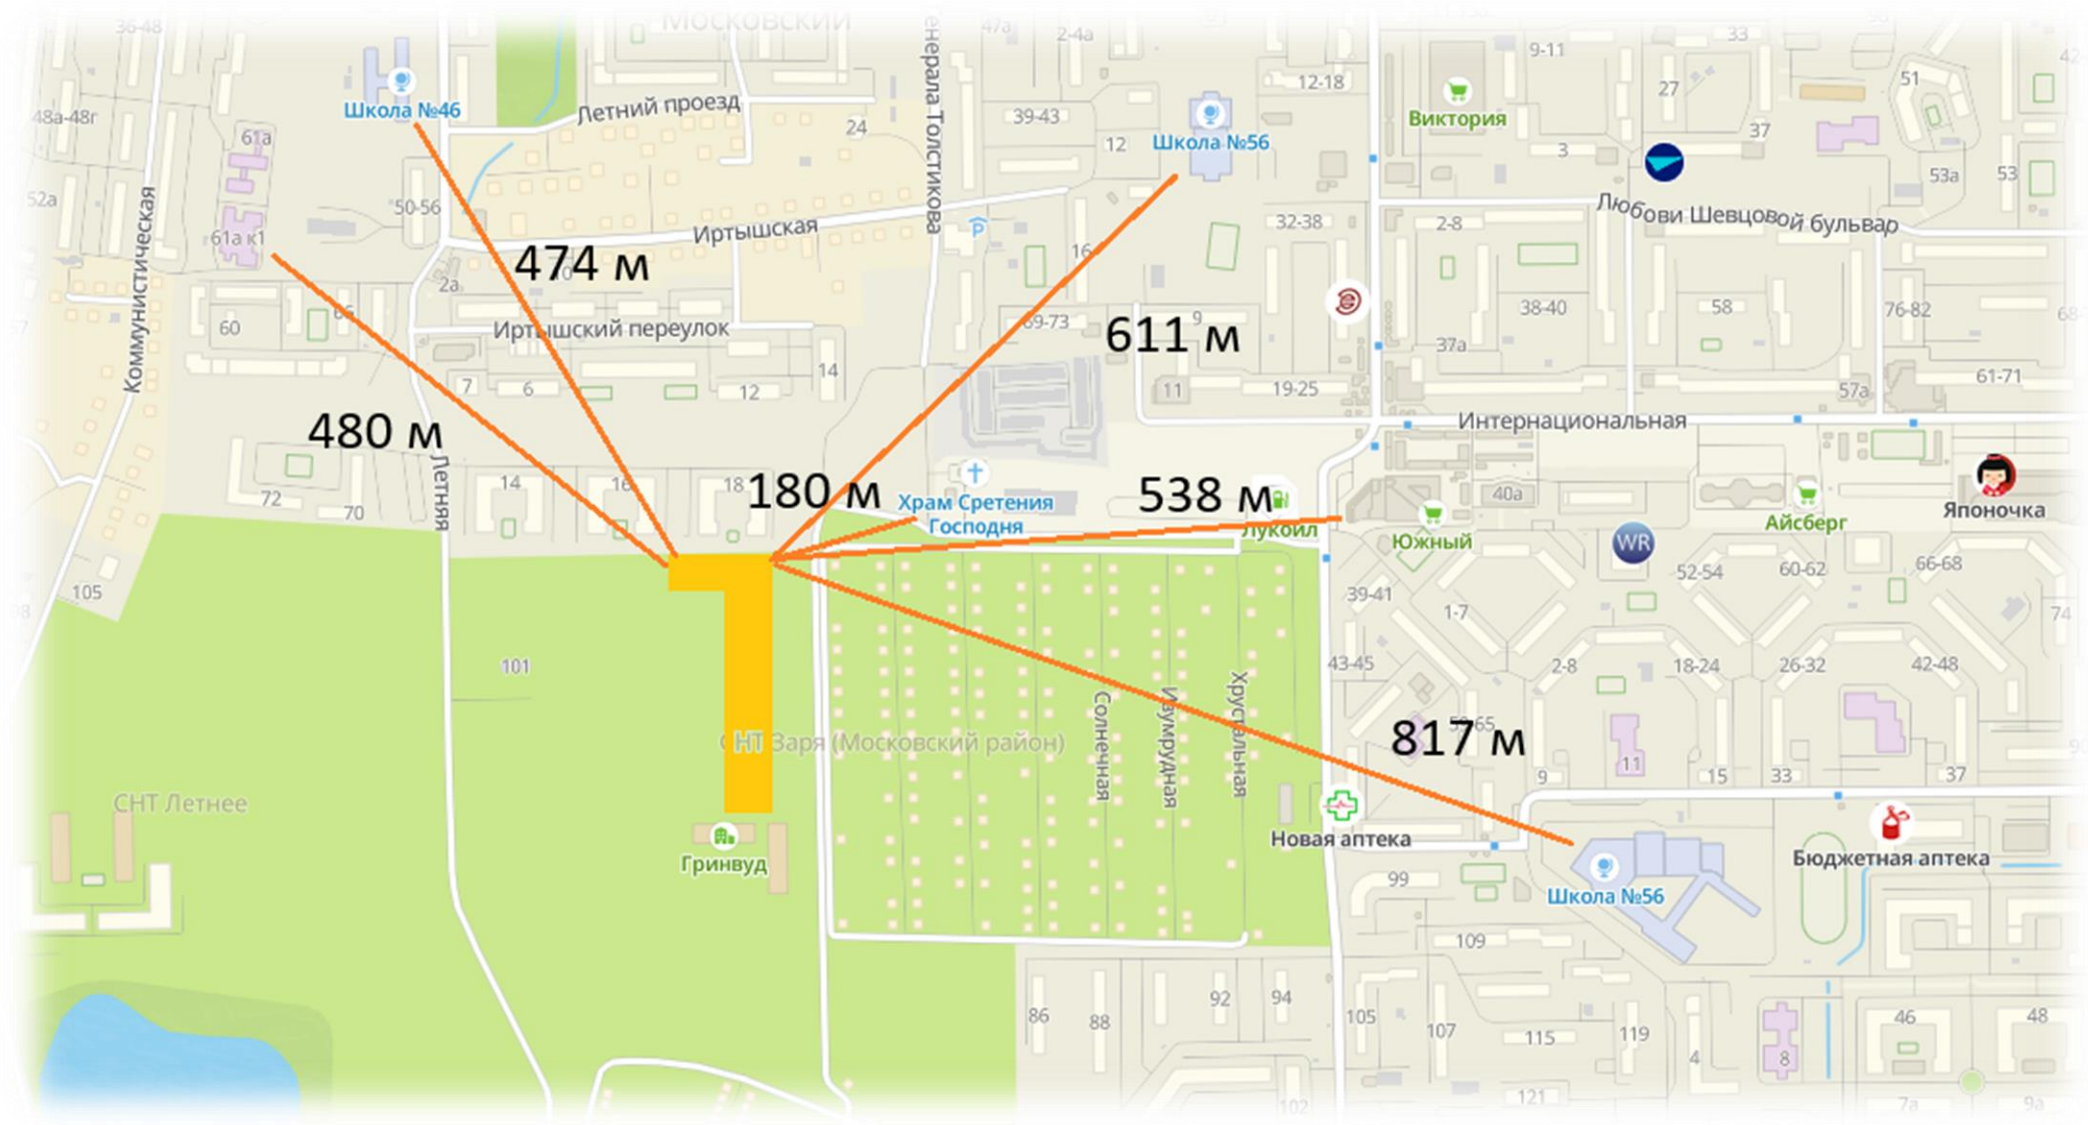 36-48
Московский
47а
2-4а
33
9-11
Генерала Толстикова
51
12-18
27
Виктория
Летний проезд
Школа №46
48а-48г
39-43
24
61а
12
Школа №56
3
37
53а
53
52а
50-56
Коммунистическая
Любови Шевцовой бульвар
32-38
2-8
Иртышская
61а к1
474 м
16
2а
69-73
9
38-40
58
76-82
60
Иртышский переулок
611 м
37а
14
7
6
12
11
19-25
57а
61-71
Интернациональная
480 м
Летняя
14
16
18
180 м
538 м
72
70
Храм Сретения
Господня
40а
Японочка
Айсберг
Лукойл
Южный
WR
105
52-54
60-62
66-68
39-41
1-7
74
101
43-45
2-8
18-24
26-32
42-48
Солнечная
Изумрудная
Хрустальная
817 м
СНТ Заря (Московский район)
11
9
15
33
37
СНТ Летнее
Новая аптека
Бюджетная аптека
Гринвуд
99
Школа №56
109
86
88
92
94
105
107
115
119
4
8
46
48
121
102
7а
9а